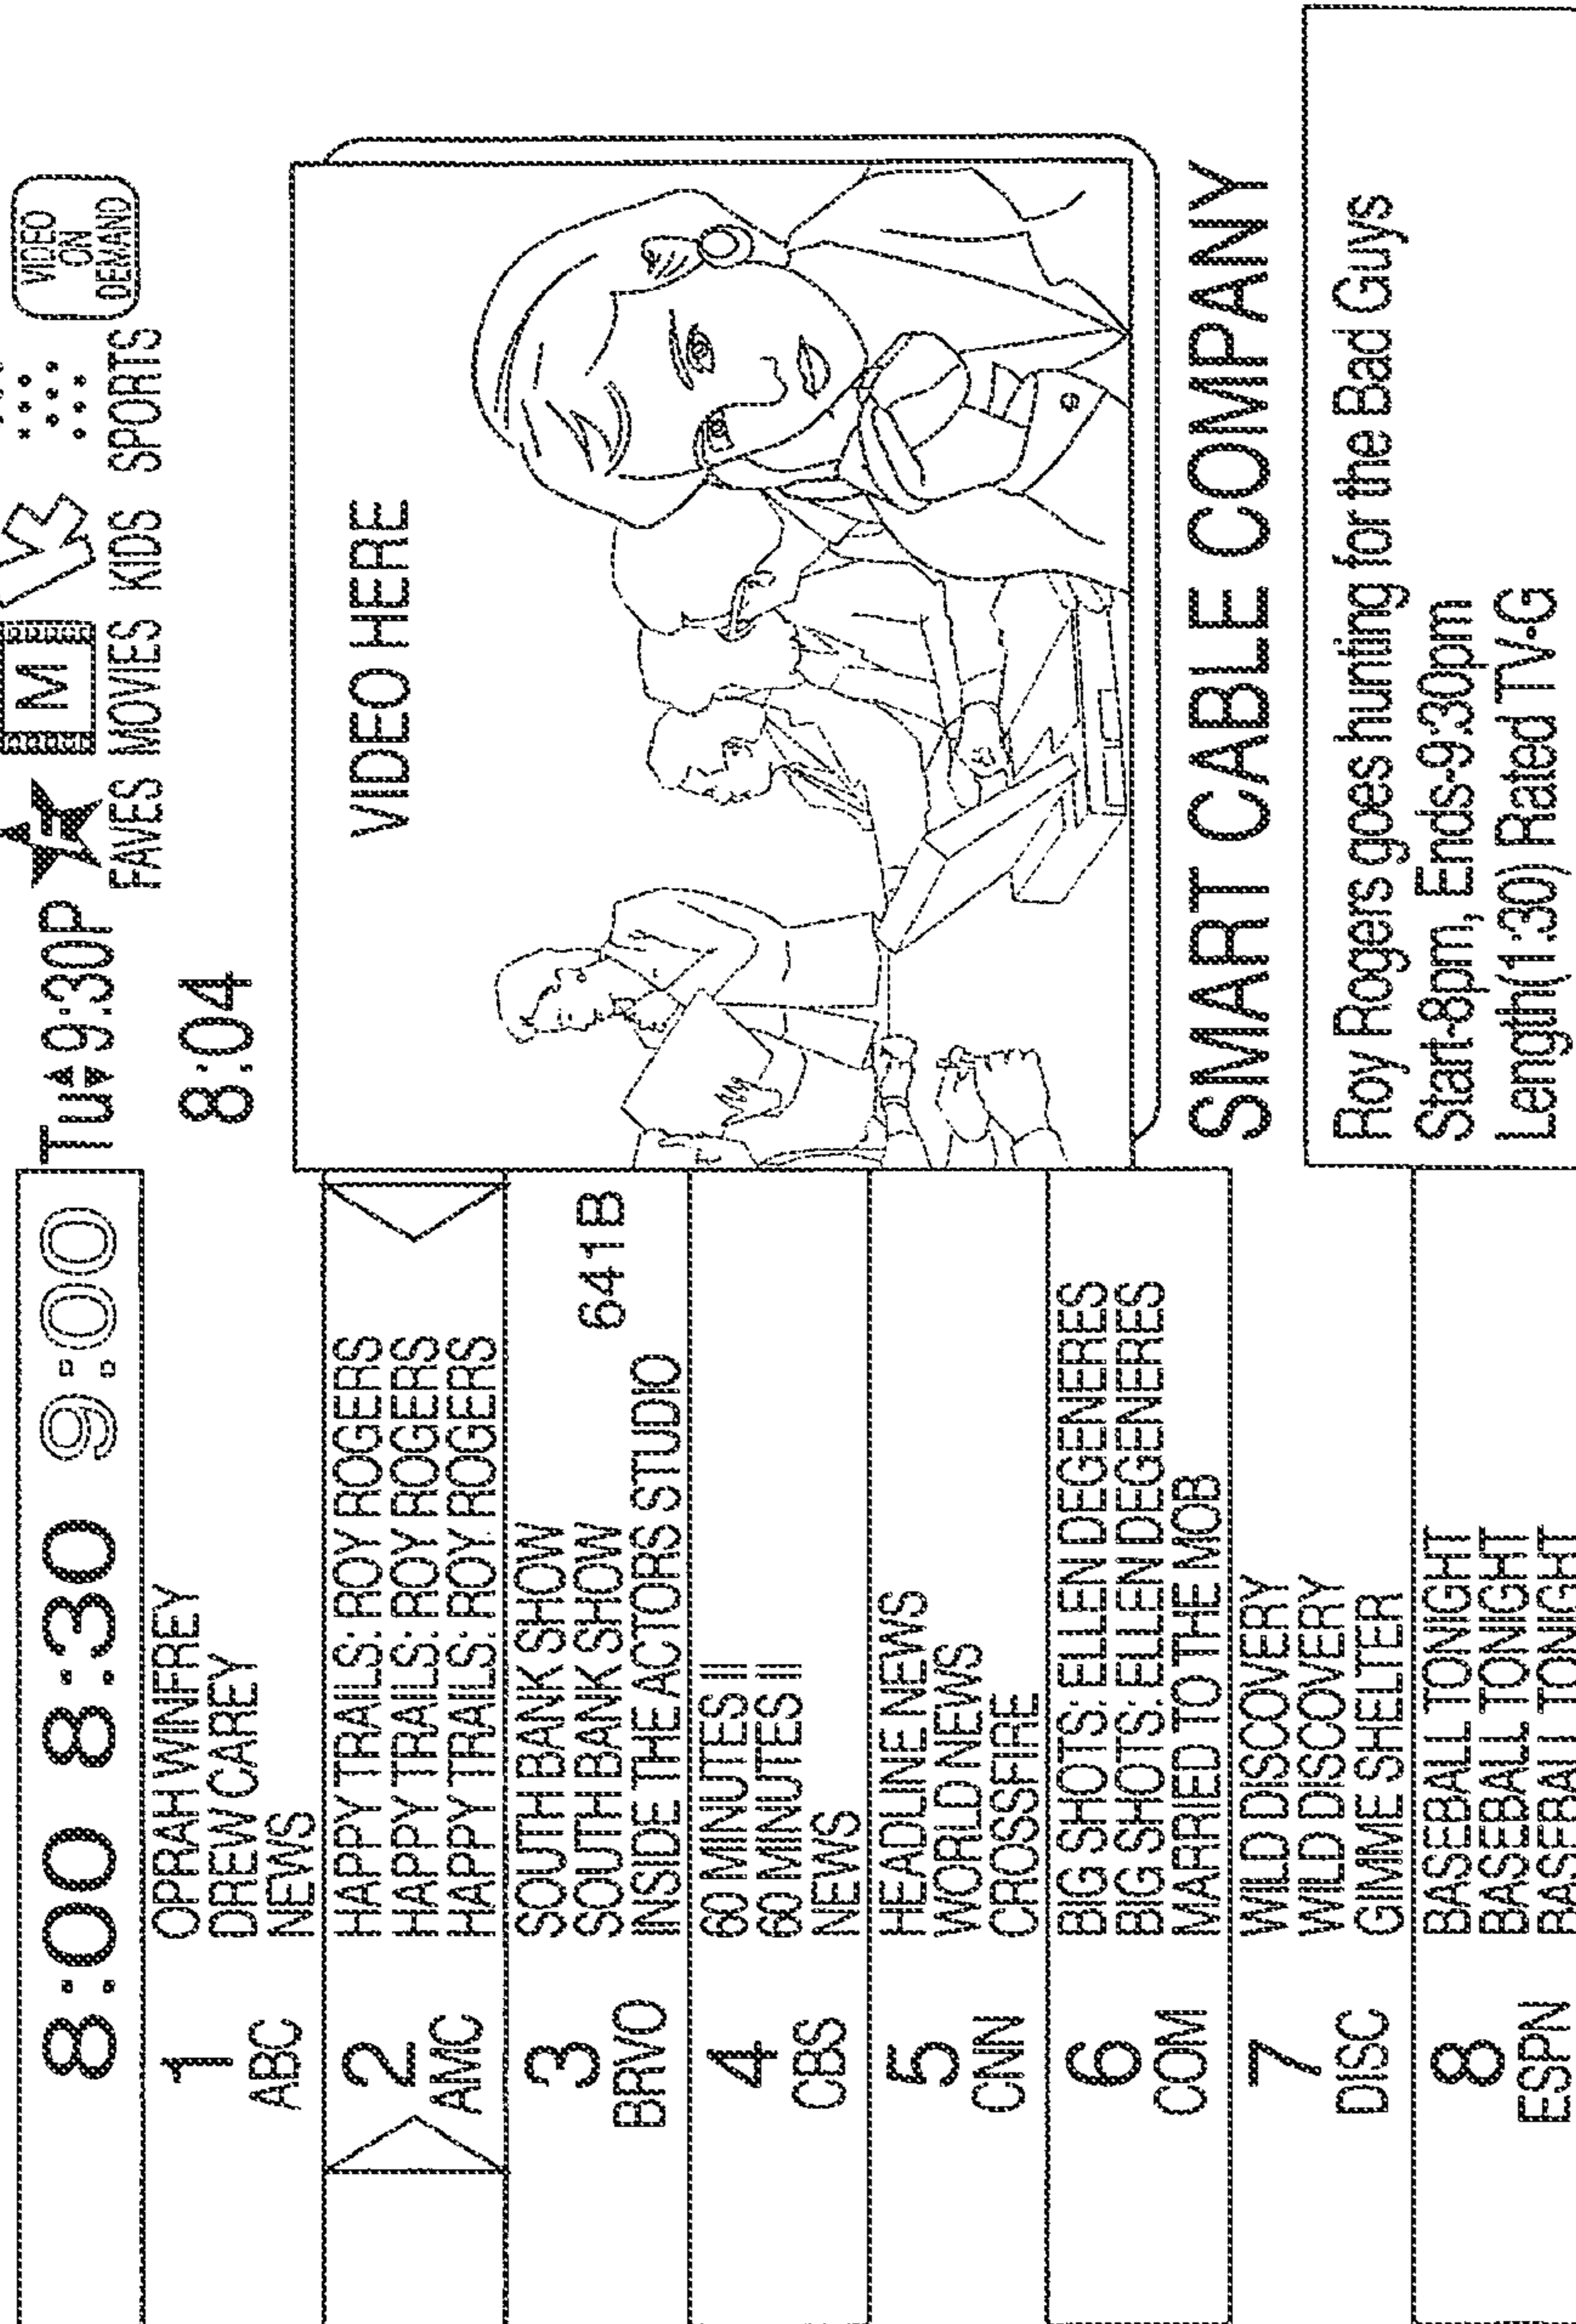 8:00 8:30 9:00
Tu 9:30P
F
M
VIDEO
ON
DEMAND
FAVES MOVIES KIDS SPORTS
8:04
1
ABC
OPRAH WINFREY
DREW CAREY
NEWS
2
AMC
HAPPY TRAILS: ROY ROGERS
HAPPY TRAILS: ROY ROGERS
HAPPY TRAILS: ROY ROGERS
3
BRVO
SOUTH BANK SHOW
SOUTH BANK SHOW
INSIDE THE ACTORS STUDIO
641B
4
CBS
60 MINUTES II
60 MINUTES II
NEWS
5
CNN
HEADLINE NEWS
WORLD NEWS
CROSSFIRE
6
COM
BIG SHOTS: ELLEN DEGENERES
BIG SHOTS: ELLEN DEGENERES
MARRIED TO THE MOB
7
DISC
WILD DISCOVERY
WILD DISCOVERY
GIMME SHELTER
8
ESPN
BASEBALL TONIGHT
BASEBALL TONIGHT
BASEBALL TONIGHT
VIDEO HERE
SMART CABLE COMPANY
Roy Rogers goes hunting for the Bad Guys
Start-8pm, Ends-9:30pm
Length(1:30) Rated TV-G